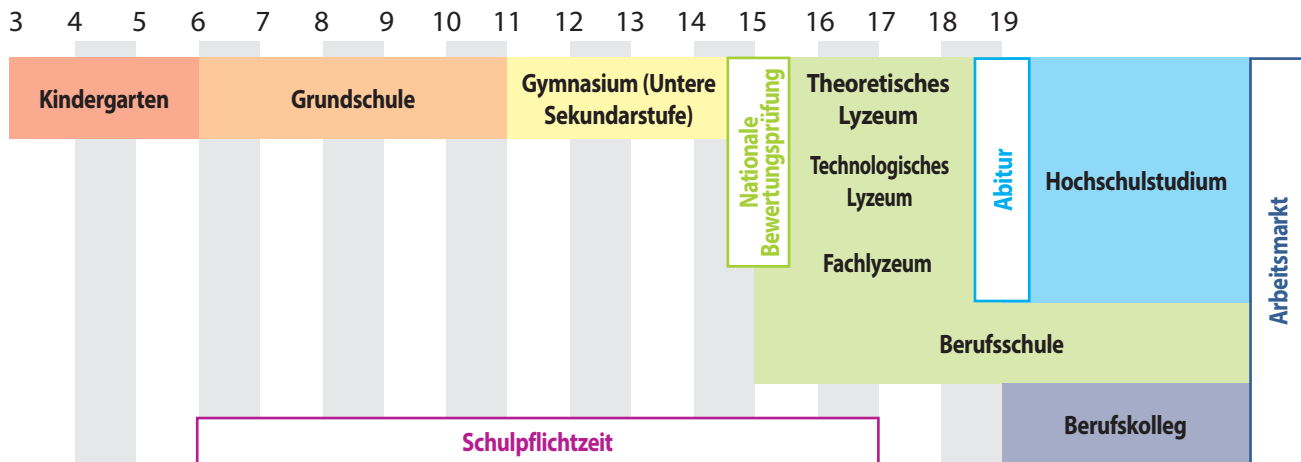 3 4 5 6 7 8 9 10 11 12 13 14 15 16 17 18 19
Kindergarten
Grundschule
Gymnasium (Untere
Sekundarstufe)
Nationale
Bewertungsprüfung
Theoretisches
Lyzeum
Technologisches
Lyzeum
Fachlyzeum
Abitur
Hochschulstudium
Arbeitsmarkt
Berufsschule
Berufskolleg
Schulpflichtzeit